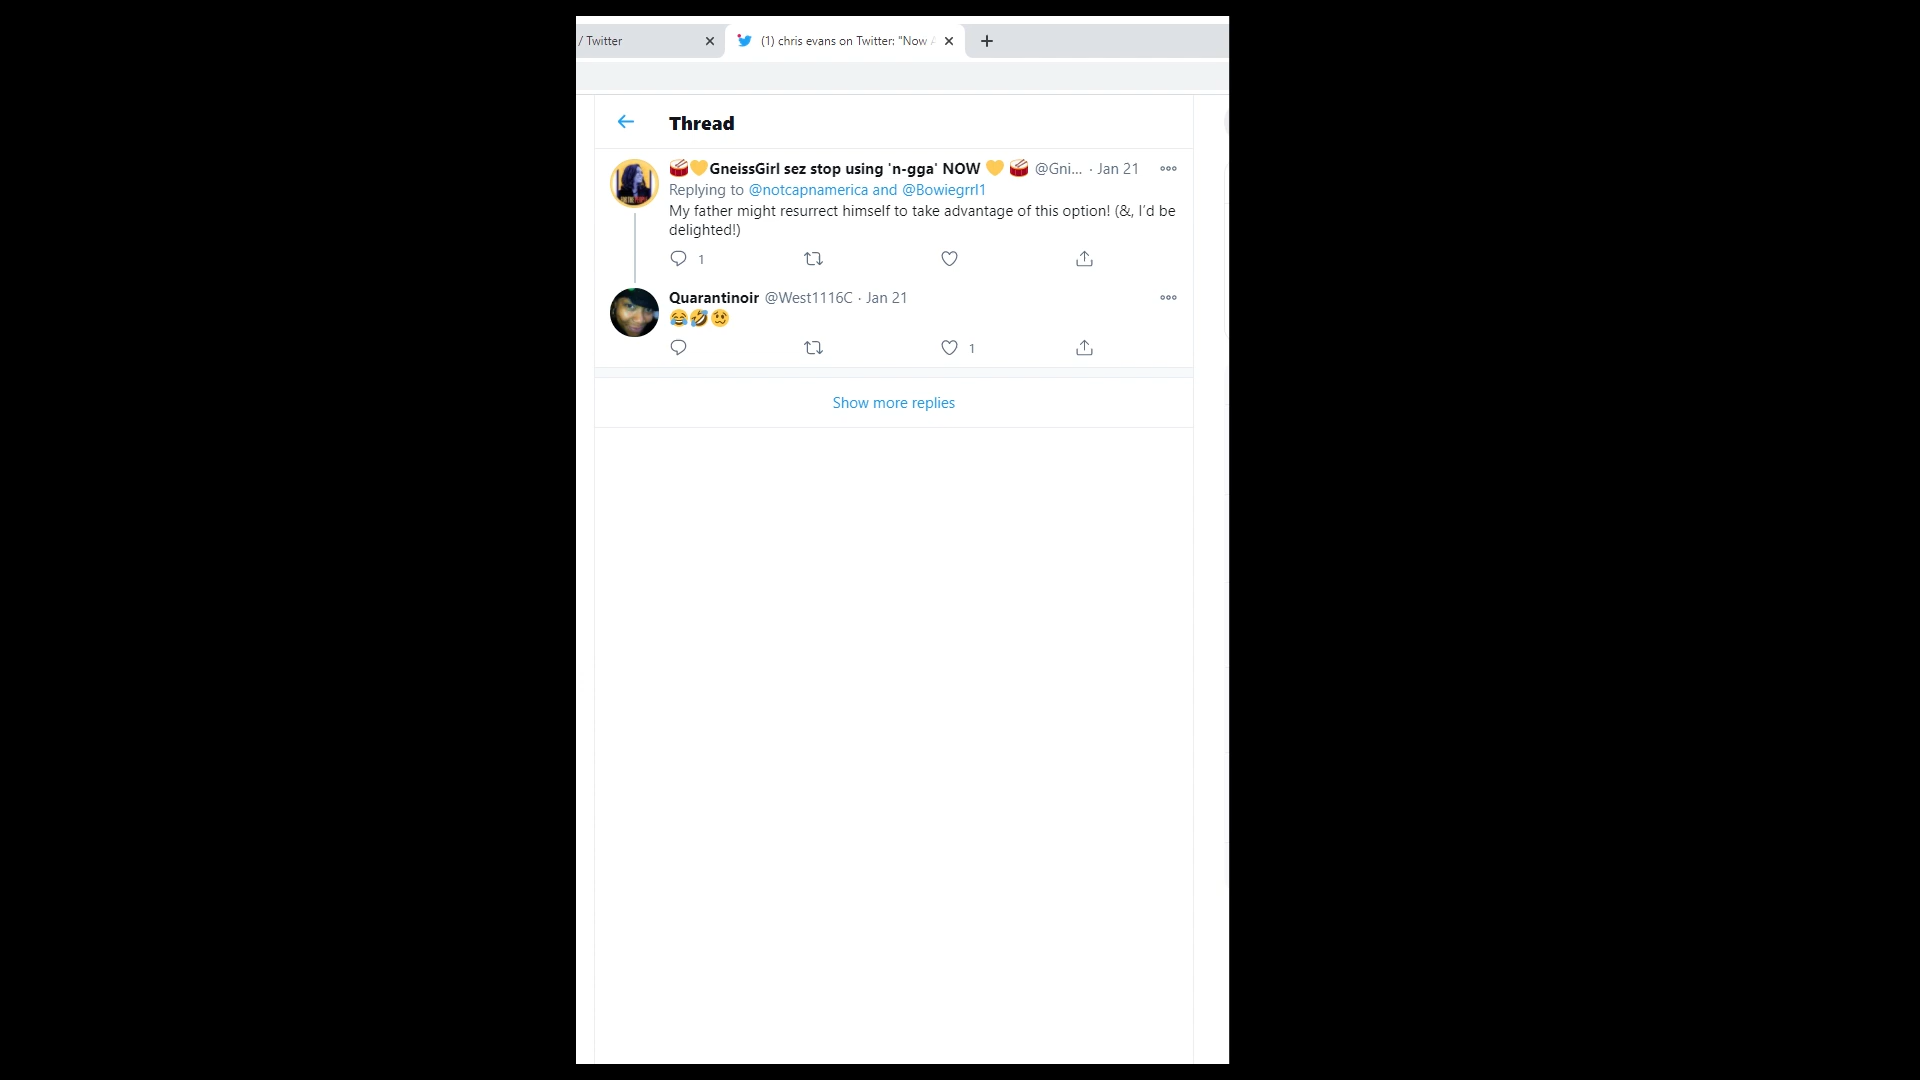 / Twitter
(1) chris evans on Twitter: "Now
Thread
🥁💛GneissGirl sez stop using 'n-gga' NOW 💛 🥁 @Gni... · Jan 21
Replying to @notcapnamerica and @Bowiegrrl1
My father might resurrect himself to take advantage of this option! (&, I'd be
delighted!)
1
Quarantinoir @West1116C · Jan 21
😂🤣🥴
1
Show more replies